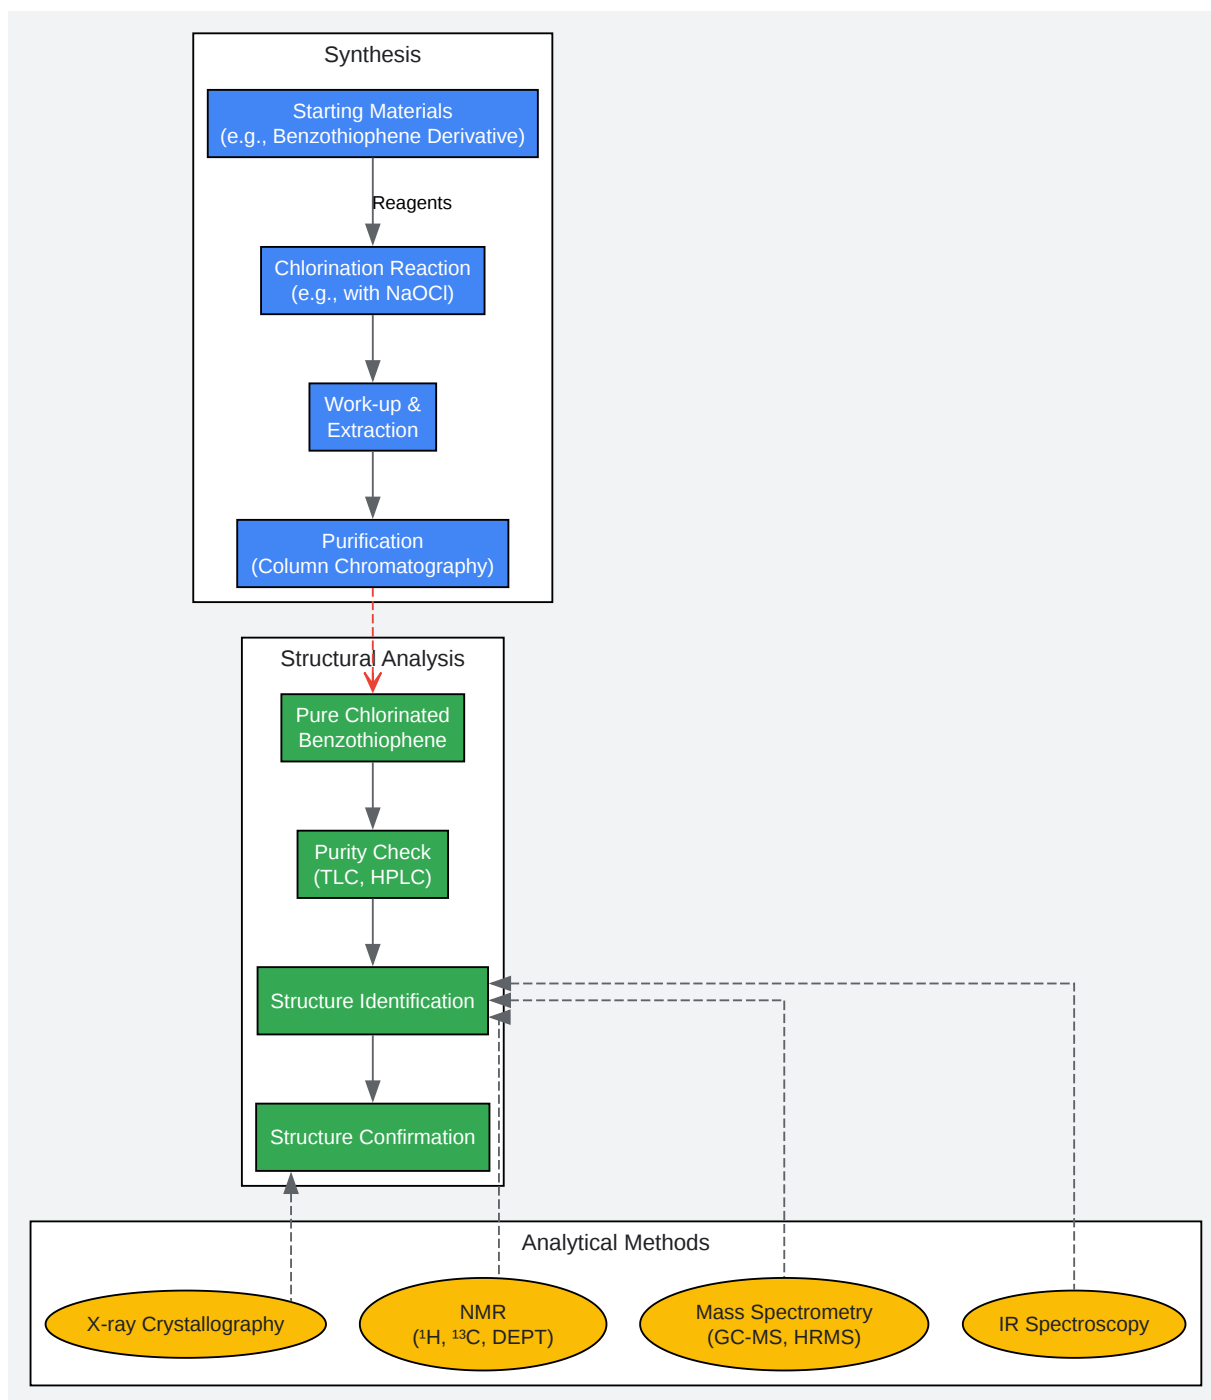 Synthesis
Starting Materials
(e.g., Benzothiophene Derivative)
Reagents
Chlorination Reaction
(e.g., with NaOCl)
Work-up &
Extraction
Purification
(Column Chromatography)
Structural Analysis
Pure Chlorinated
Benzothiophene
Purity Check
(TLC, HPLC)
Structure Identification
Structure Confirmation
Analytical Methods
X-ray Crystallography
NMR
(¹H, ¹³C, DEPT)
Mass Spectrometry
(GC-MS, HRMS)
IR Spectroscopy